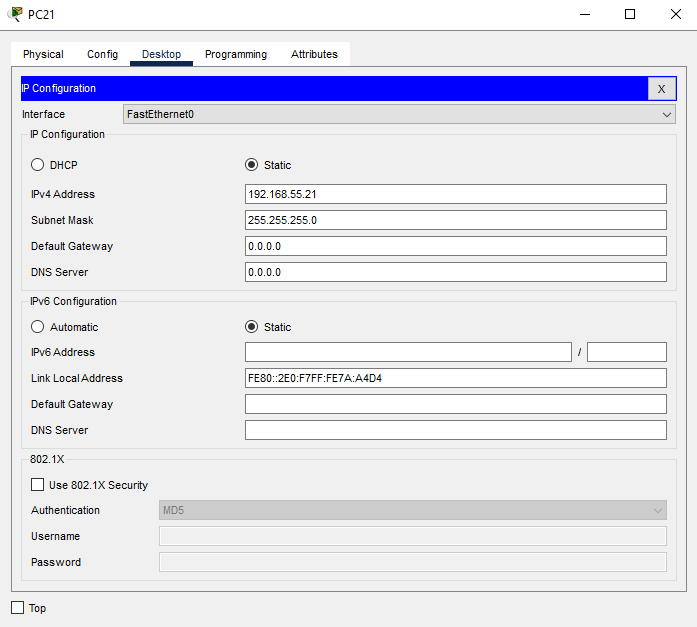 PC21
Physical Config Desktop Programming Attributes
IP Configuration X
Interface FastEthernet0
IP Configuration
DHCP Static
IPv4 Address 192.168.55.21
Subnet Mask 255.255.255.0
Default Gateway 0.0.0.0
DNS Server 0.0.0.0
IPv6 Configuration
Automatic Static
IPv6 Address /
Link Local Address FE80::2E0:F7FF:FE7A:A4D4
Default Gateway
DNS Server
802.1X
Use 802.1X Security
Authentication MD5
Username
Password
Top